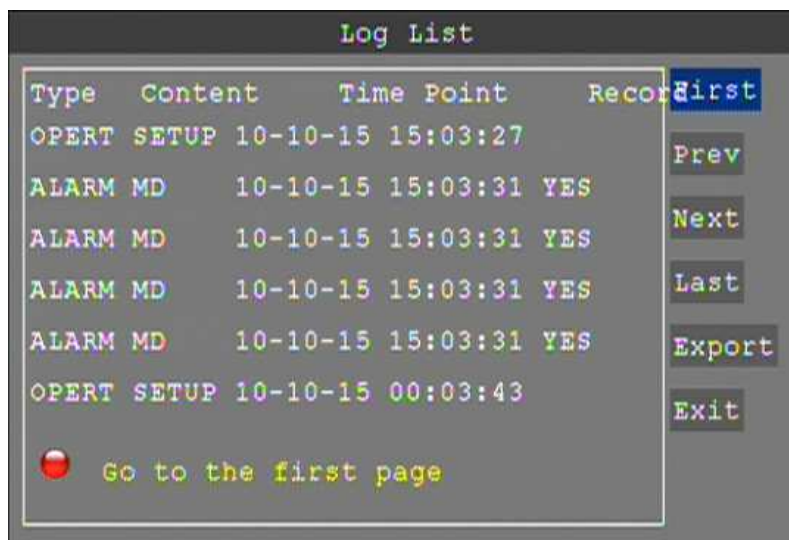 Log List
Type Content Time Point Record
OPERT SETUP 10-10-15 15:03:27
ALARM MD 10-10-15 15:03:31 YES
ALARM MD 10-10-15 15:03:31 YES
ALARM MD 10-10-15 15:03:31 YES
ALARM MD 10-10-15 15:03:31 YES
OPERT SETUP 10-10-15 00:03:43
Go to the first page
First
Prev
Next
Last
Export
Exit